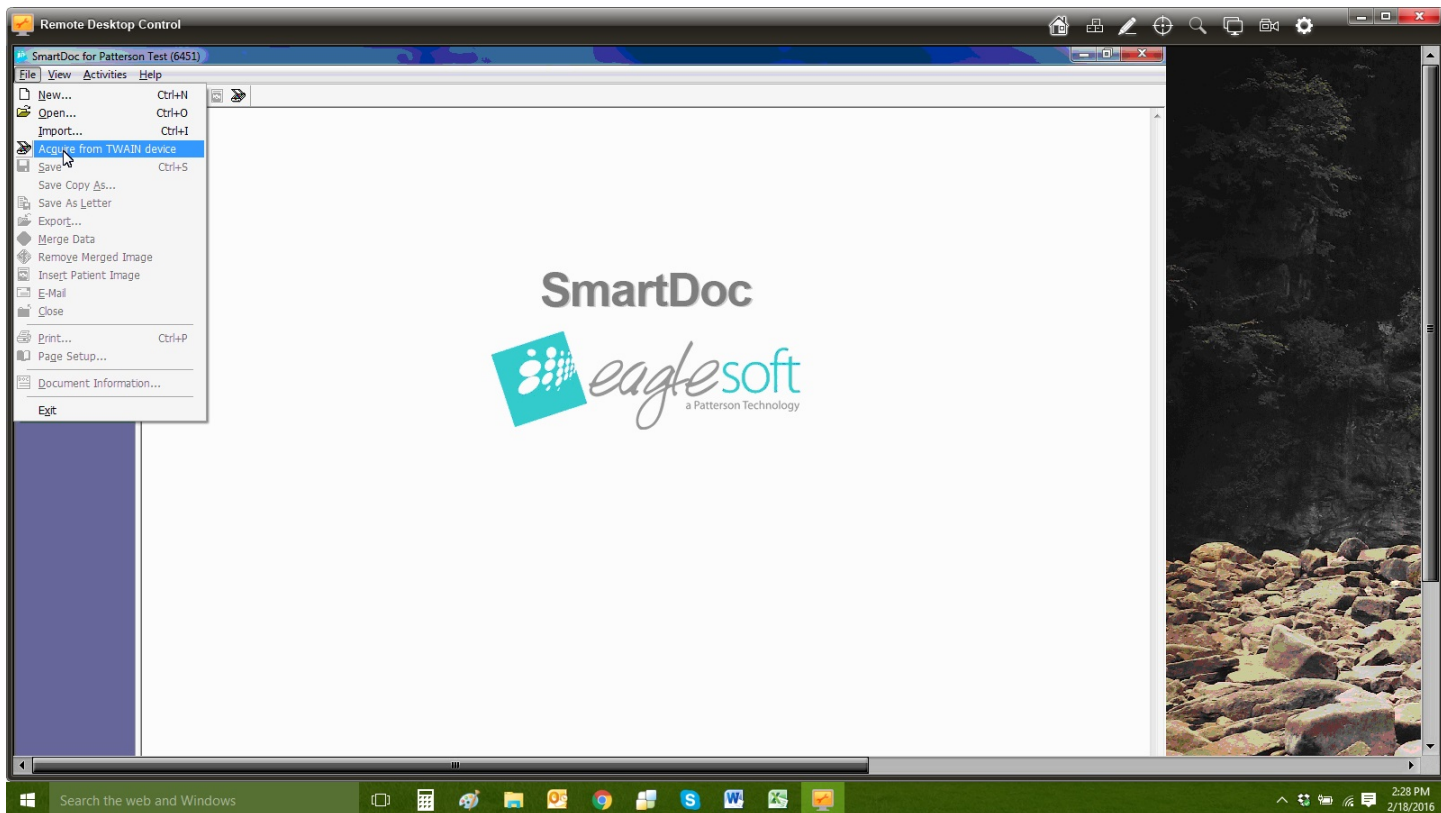 Remote Desktop Control
SmartDoc for Patterson Test (6451)
File View Activities Help
New... Ctrl+N
Open... Ctrl+O
Import... Ctrl+I
Acquire from TWAIN device
Save Ctrl+S
Save Copy As...
Save As Letter
Export...
Merge Data
Remove Merged Image
Insert Patient Image
E-Mail
Close
Print... Ctrl+P
Page Setup...
Document Information...
Exit
SmartDoc
eaglesoft
a Patterson Technology
Search the web and Windows
2:28 PM
2/18/2016